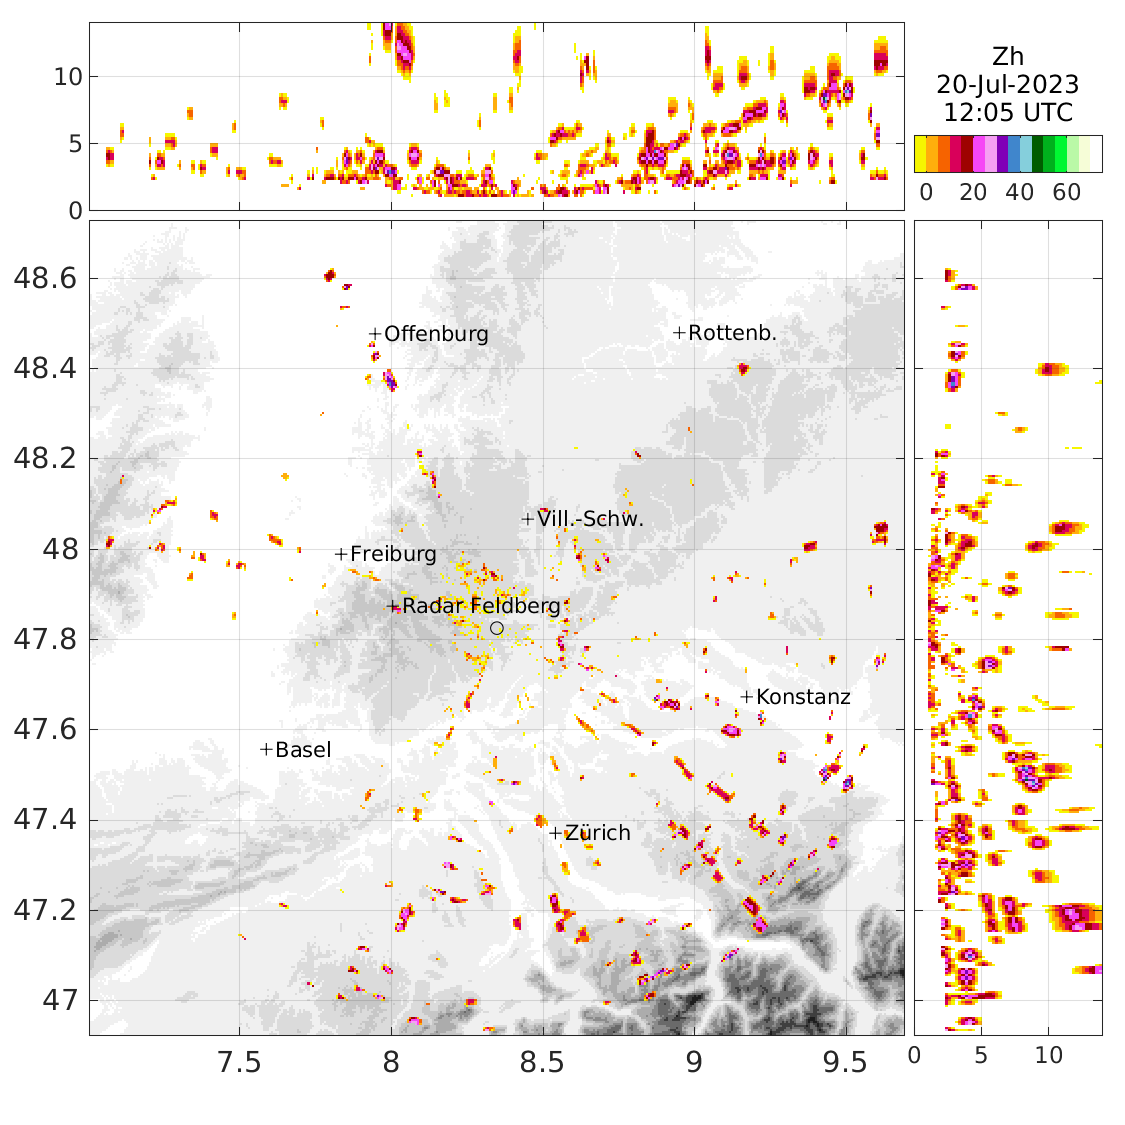 Zh
20-Jul-2023
12:05 UTC
10
5
0
0 20 40 60
48.6
48.4
48.2
48
47.8
47.6
47.4
47.2
47
+Offenburg
+Rottenb.
+Vill.-Schw.
+Freiburg
+Radar Feldberg
+Konstanz
+Basel
+Zürich
7.5 8 8.5 9 9.5
0 5 10